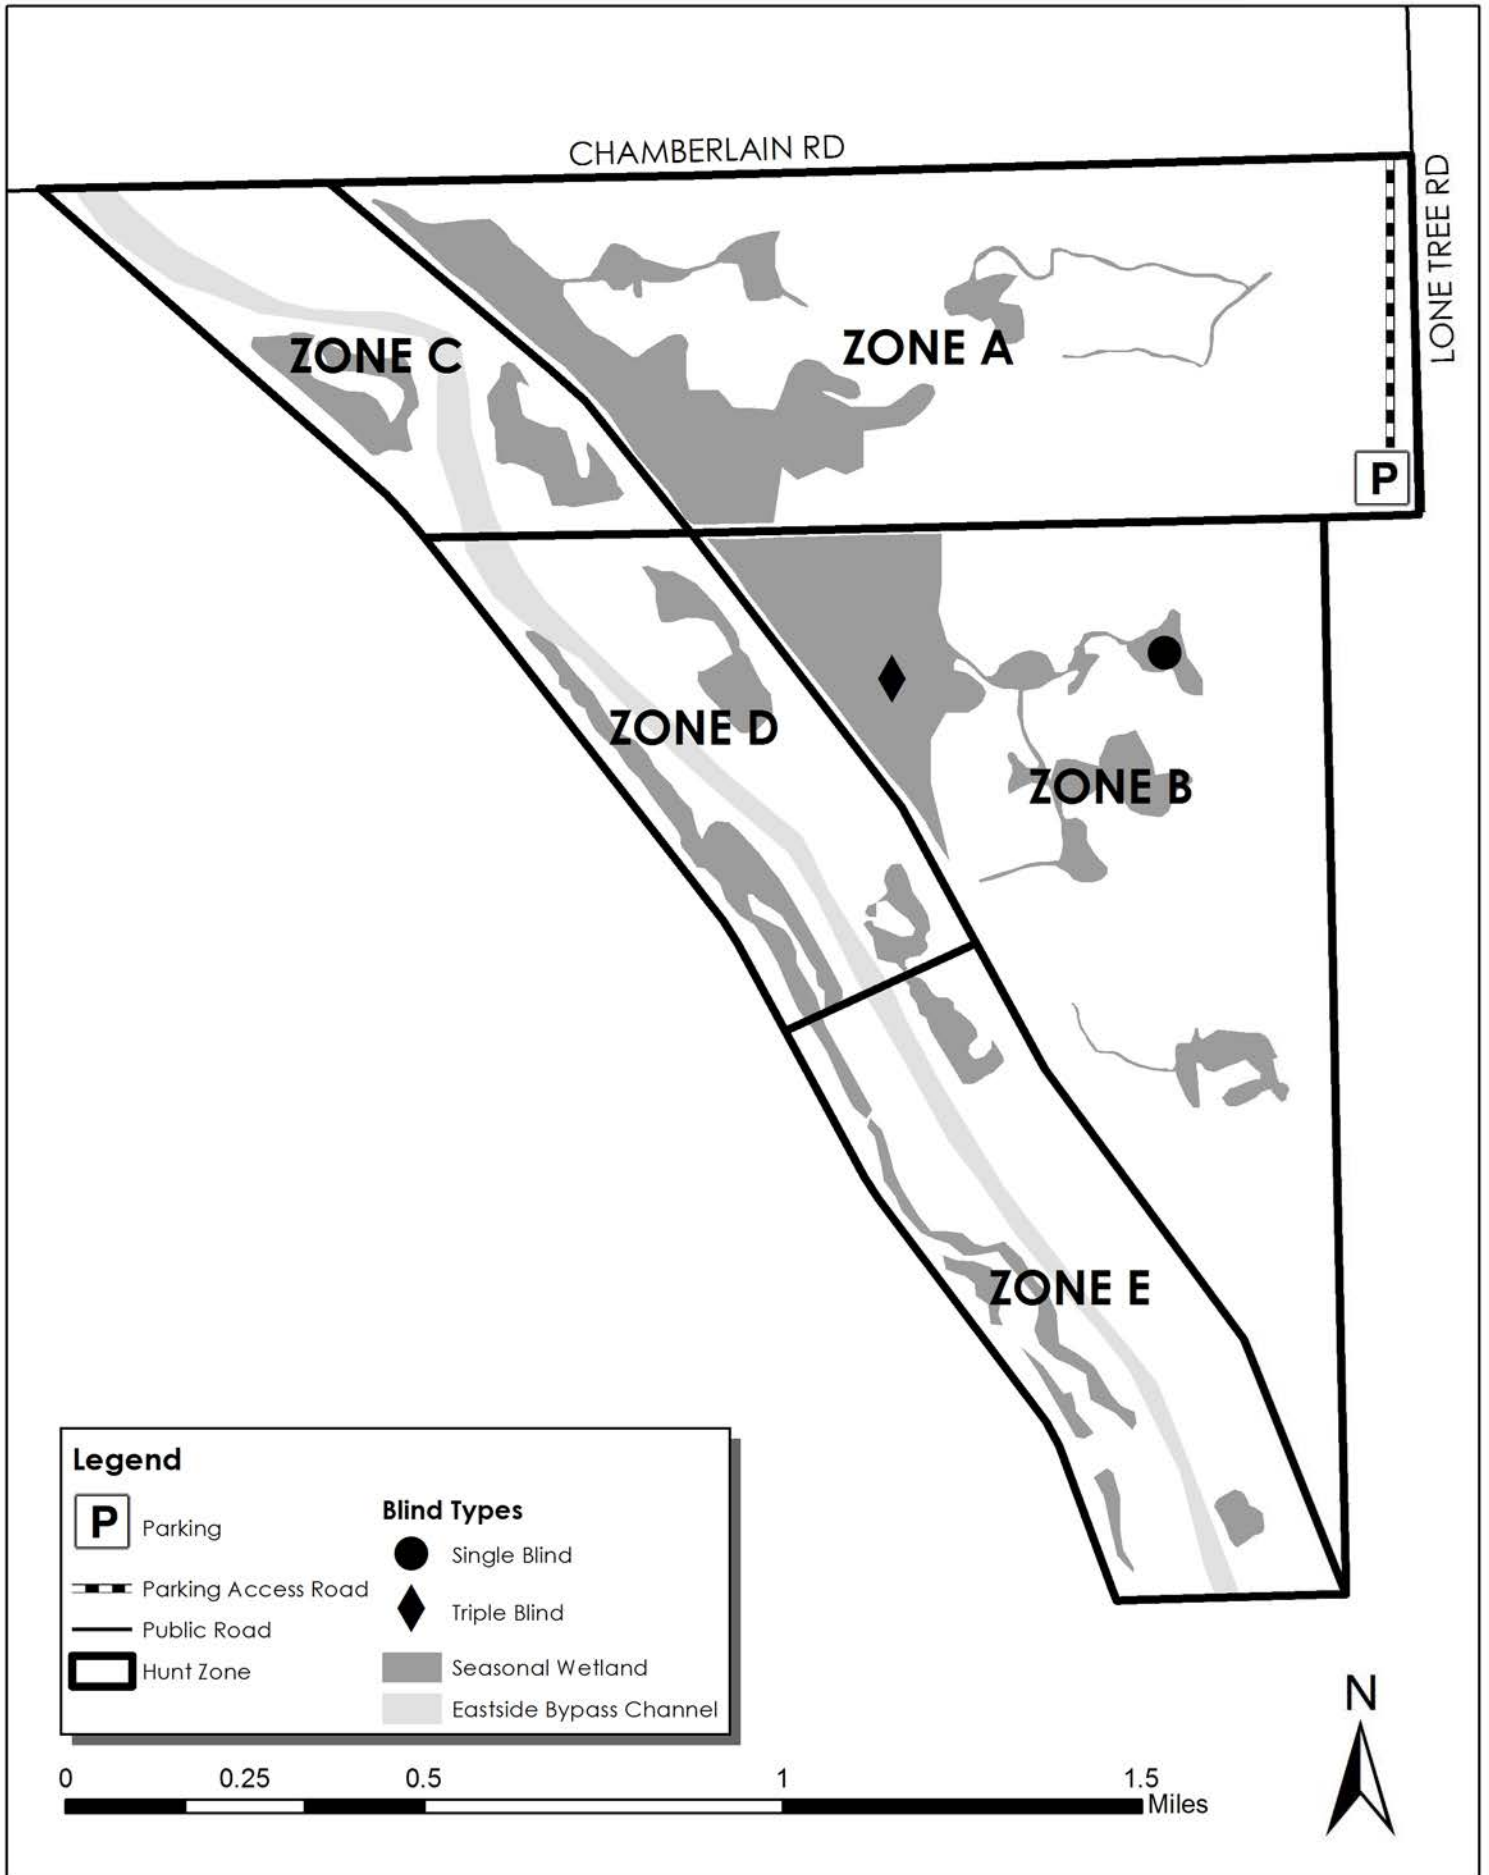 CHAMBERLAIN RD
LONE TREE RD
ZONE C
ZONE A
P
ZONE D
ZONE B
ZONE E
Legend
P Parking
Parking Access Road
Public Road
Hunt Zone
Blind Types
Single Blind
Triple Blind
Seasonal Wetland
Eastside Bypass Channel
N
0 0.25 0.5 1 1.5
Miles